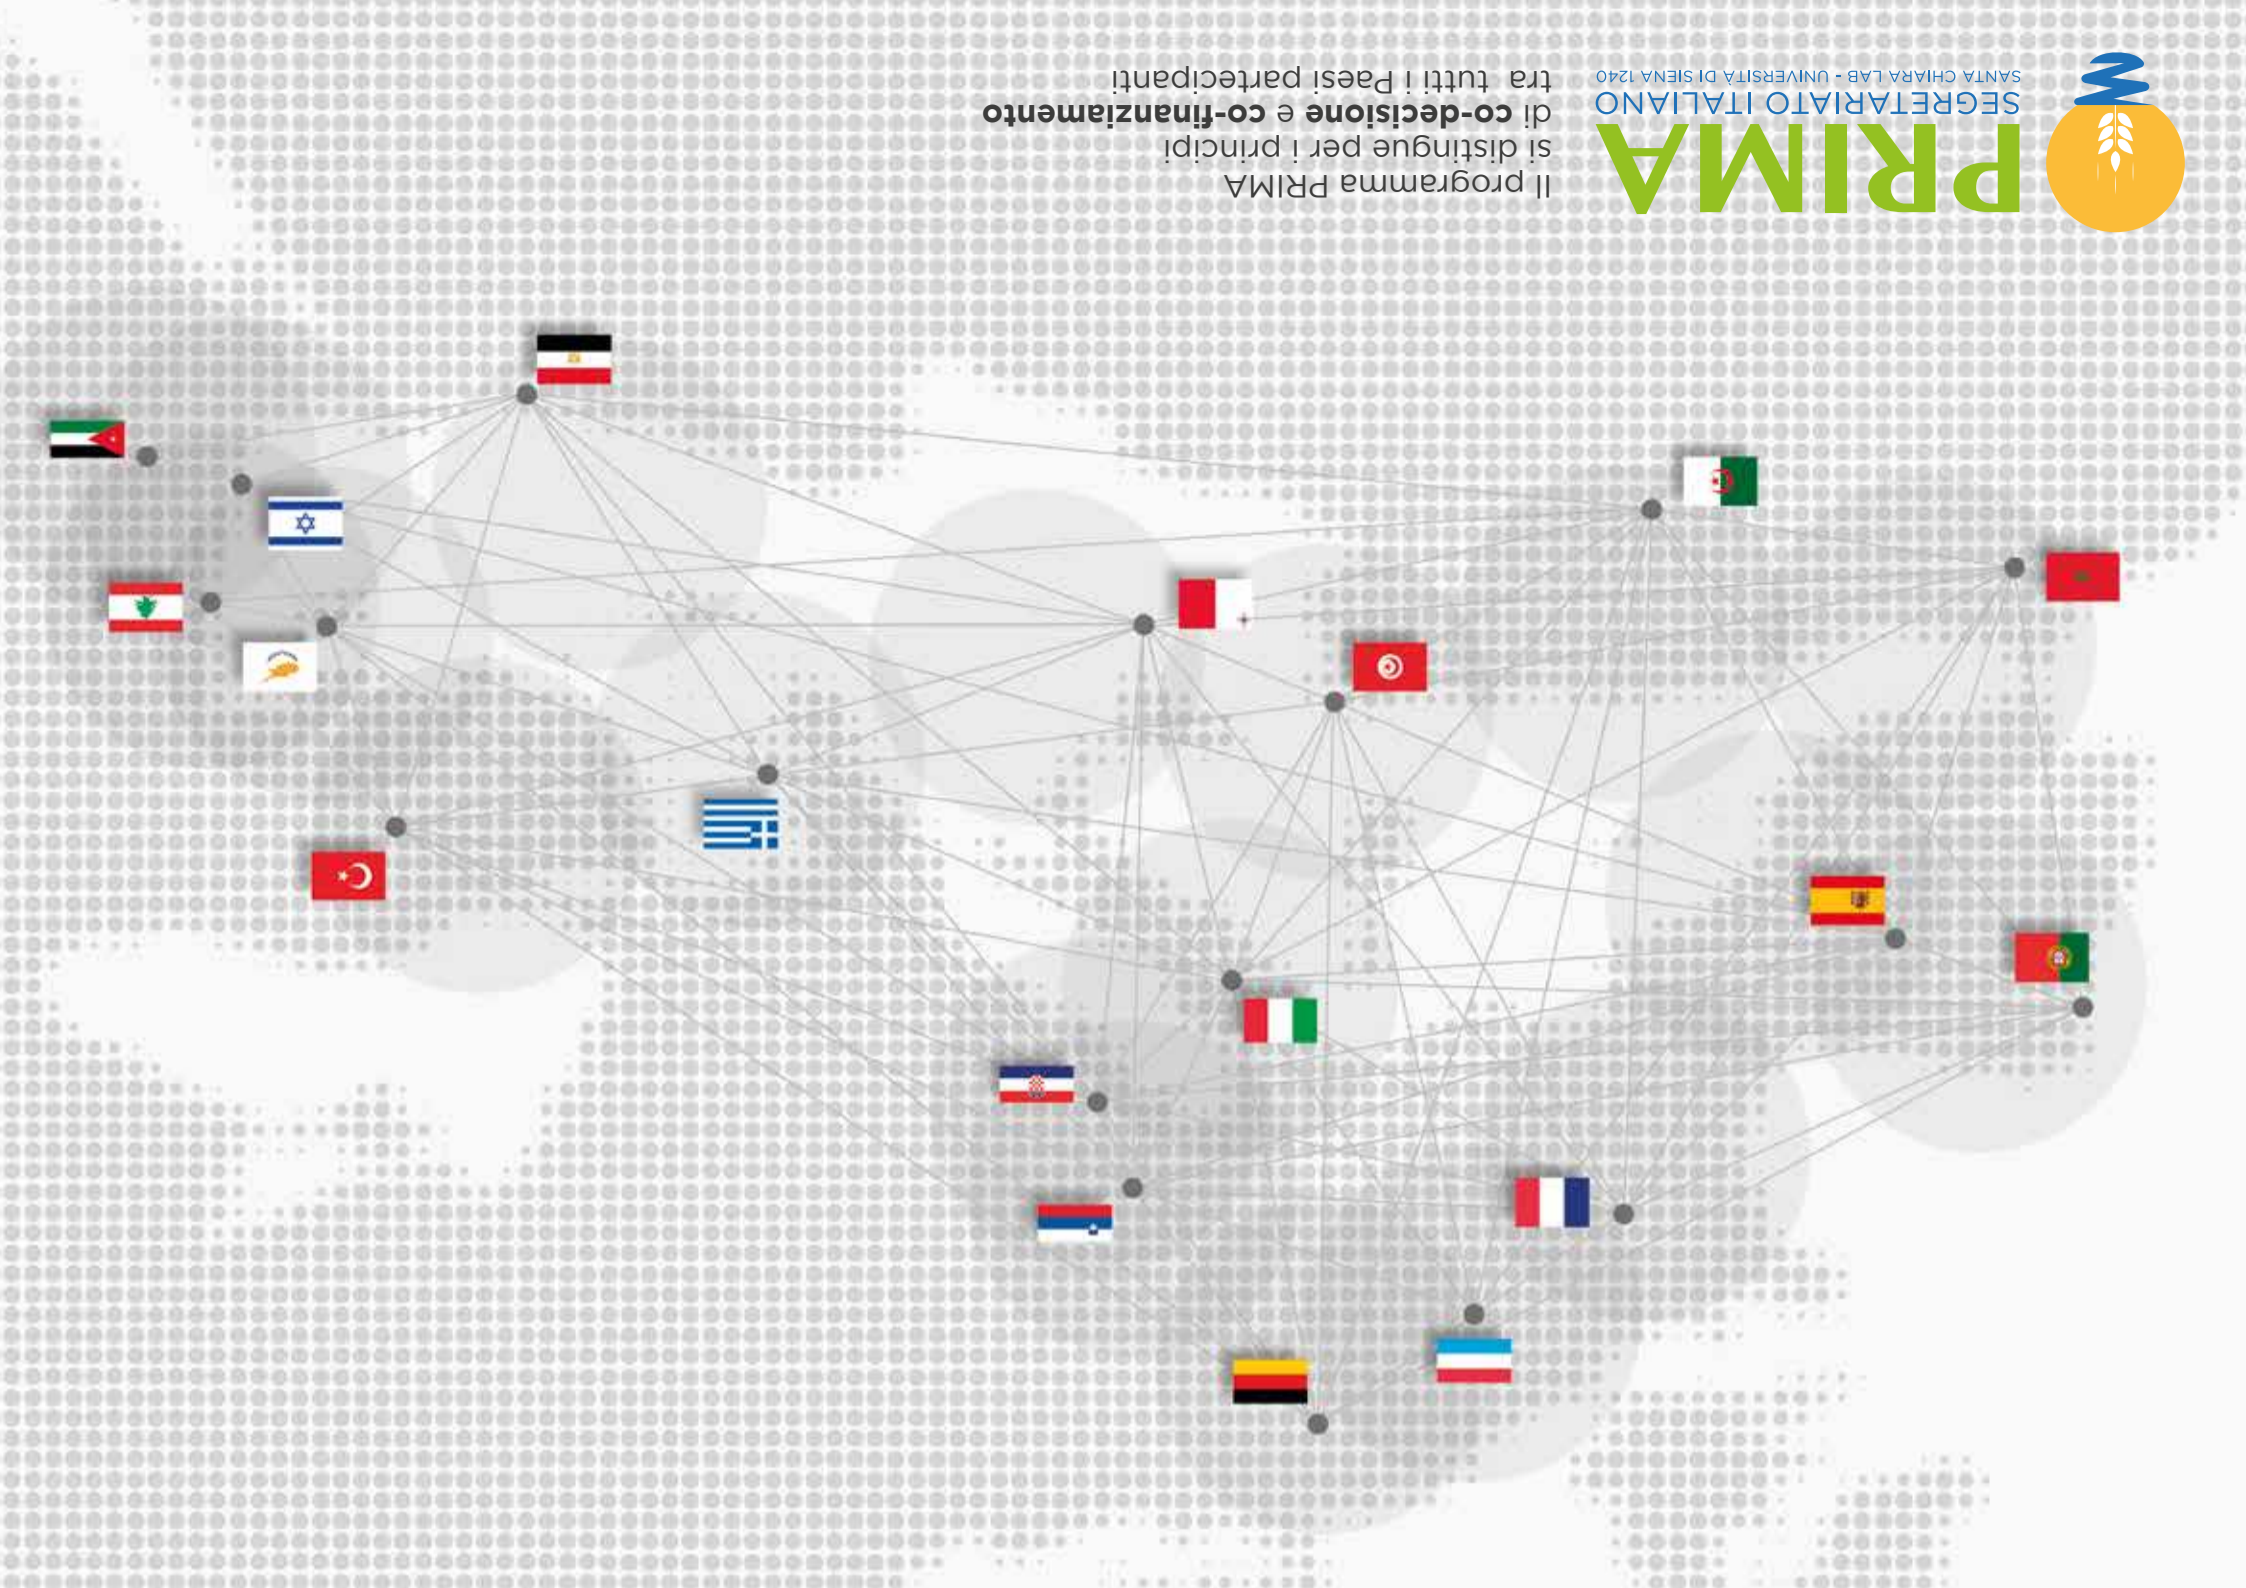 PRIMA
SEGRETARIATO ITALIANO
SANTA CHIARA LAB - UNIVERSITÀ DI SIENA 1240
Il programma PRIMA
si distingue per i principi
di co-decisione e co-finanziamento
tra tutti i Paesi partecipanti